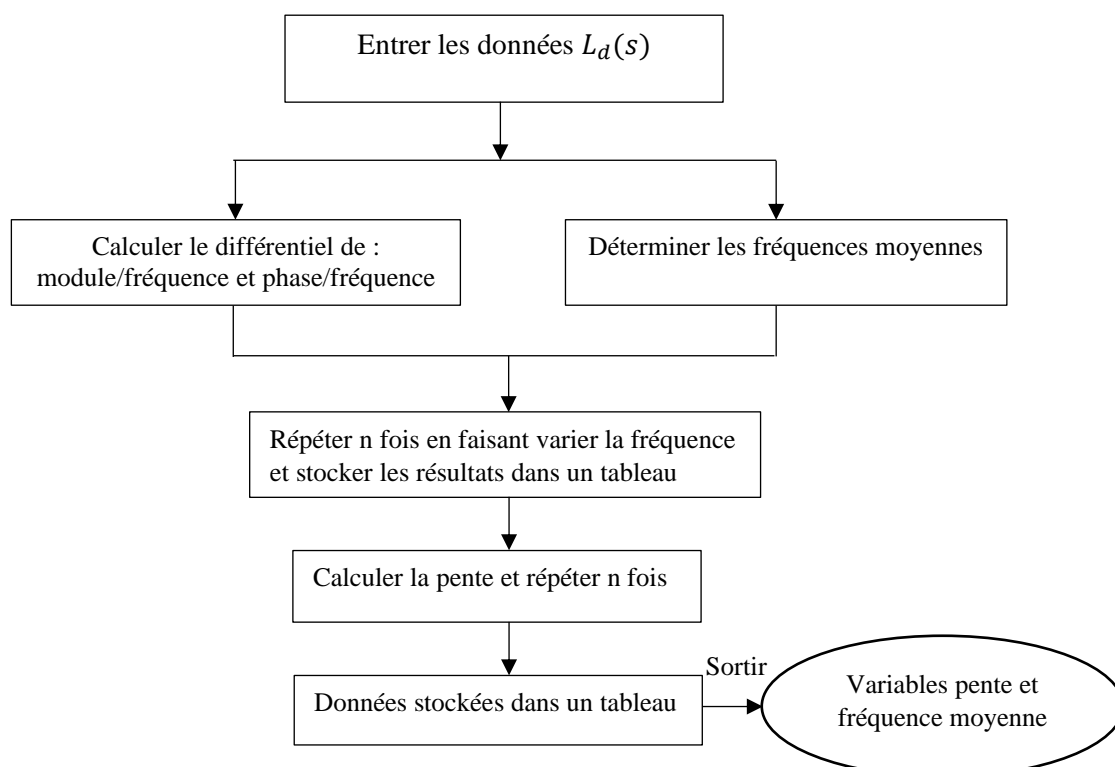 Entrer les données L_d(s)
Calculer le différentiel de :
module/fréquence et phase/fréquence
Déterminer les fréquences moyennes
Répéter n fois en faisant varier la fréquence
et stocker les résultats dans un tableau
Calculer la pente et répéter n fois
Données stockées dans un tableau
Sortir
Variables pente et
fréquence moyenne